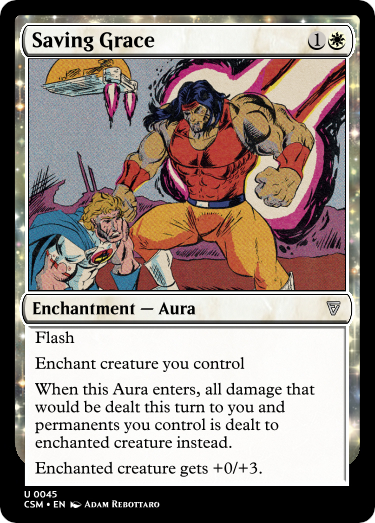 Saving Grace 1
Enchantment — Aura
Flash
Enchant creature you control
When this Aura enters, all damage that
would be dealt this turn to you and
permanents you control is dealt to
enchanted creature instead.
Enchanted creature gets +0/+3.
U 0045
CSM • EN Adam Rebottaro